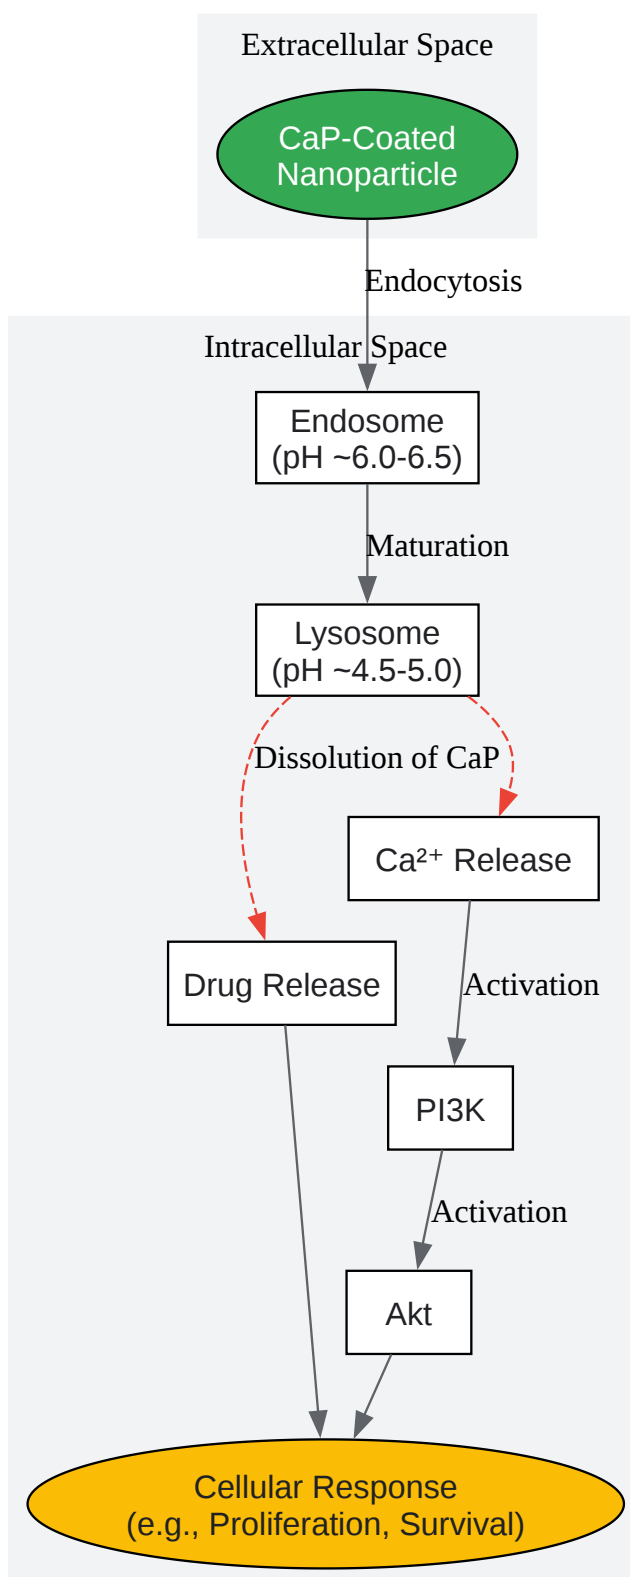 Extracellular Space
CaP-Coated
Nanoparticle
Endocytosis
Intracellular Space
Endosome
(pH ~6.0-6.5)
Maturation
Lysosome
(pH ~4.5-5.0)
Dissolution of CaP
Ca²⁺ Release
Drug Release
Activation
PI3K
Activation
Akt
Cellular Response
(e.g., Proliferation, Survival)